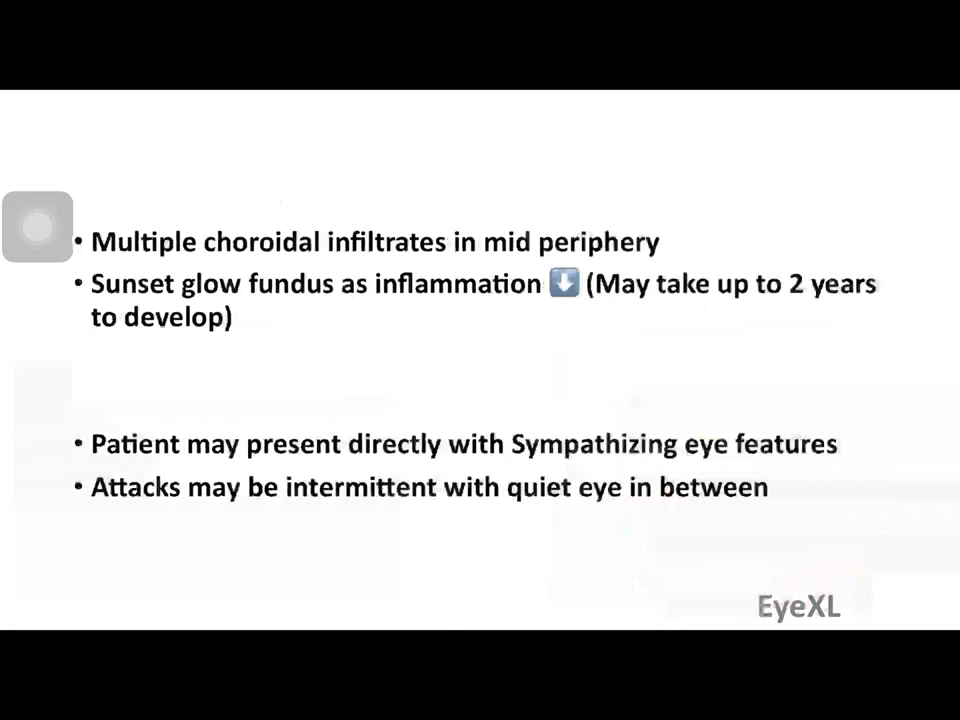 • Multiple choroidal infiltrates in mid periphery
• Sunset glow fundus as inflammation ⬇️ (May take up to 2 years
to develop)
• Patient may present directly with Sympathizing eye features
• Attacks may be intermittent with quiet eye in between
EyeXL